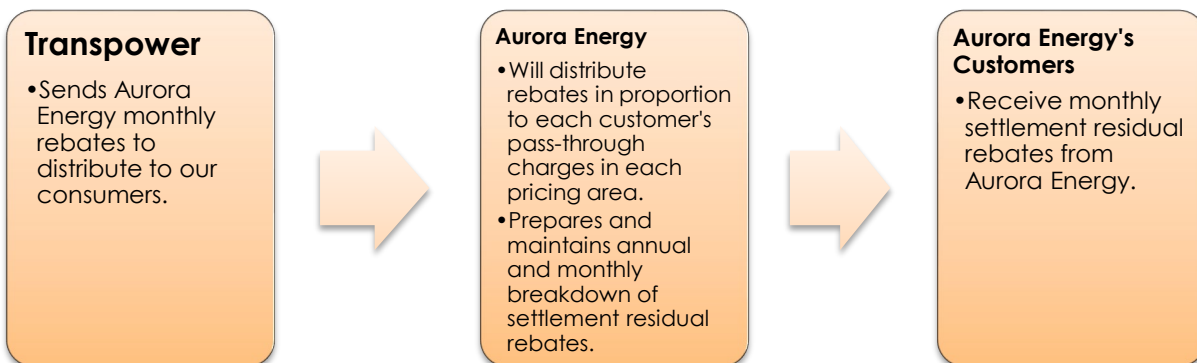 Transpower
•Sends Aurora
Energy monthly
rebates to
distribute to our
consumers.
Aurora Energy
•Will distribute
rebates in proportion
to each customer's
pass-through
charges in each
pricing area.
•Prepares and
maintains annual
and monthly
breakdown of
settlement residual
rebates.
Aurora Energy's
Customers
•Receive monthly
settlement residual
rebates from
Aurora Energy.